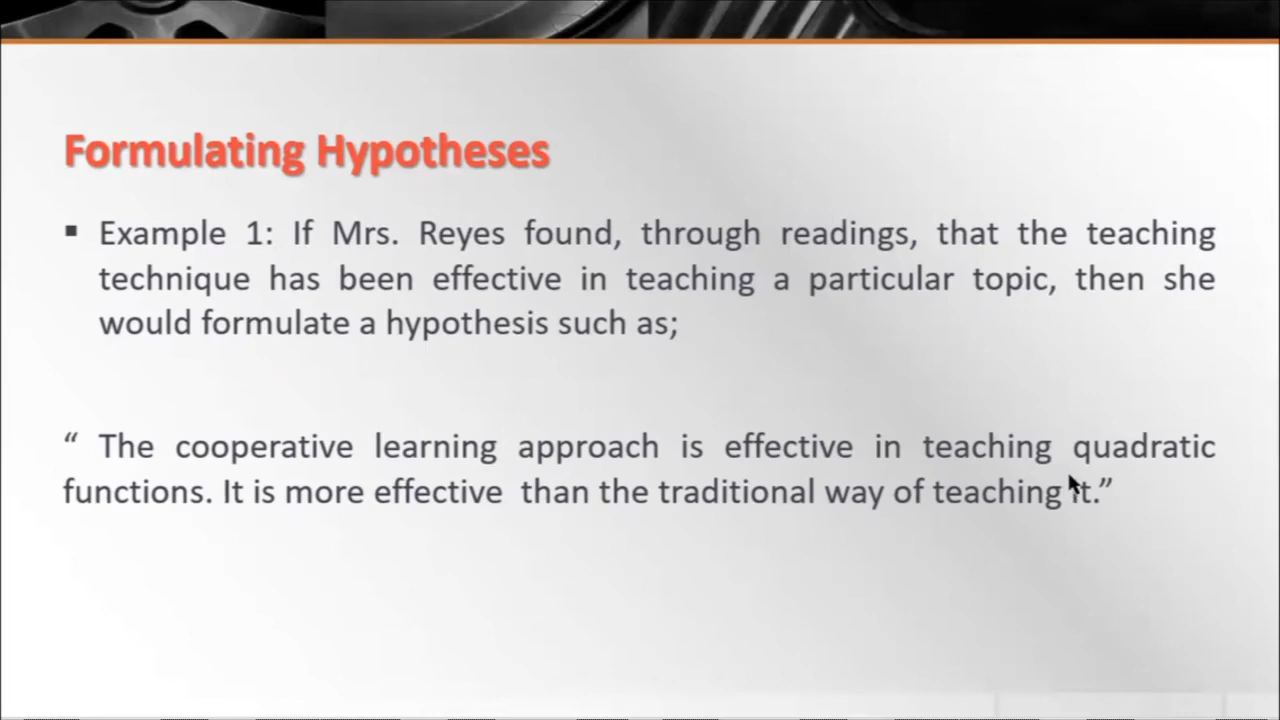 Formulating Hypotheses
▪ Example 1: If Mrs. Reyes found, through readings, that the teaching
technique has been effective in teaching a particular topic, then she
would formulate a hypothesis such as;
“ The cooperative learning approach is effective in teaching quadratic
functions. It is more effective than the traditional way of teaching it.”